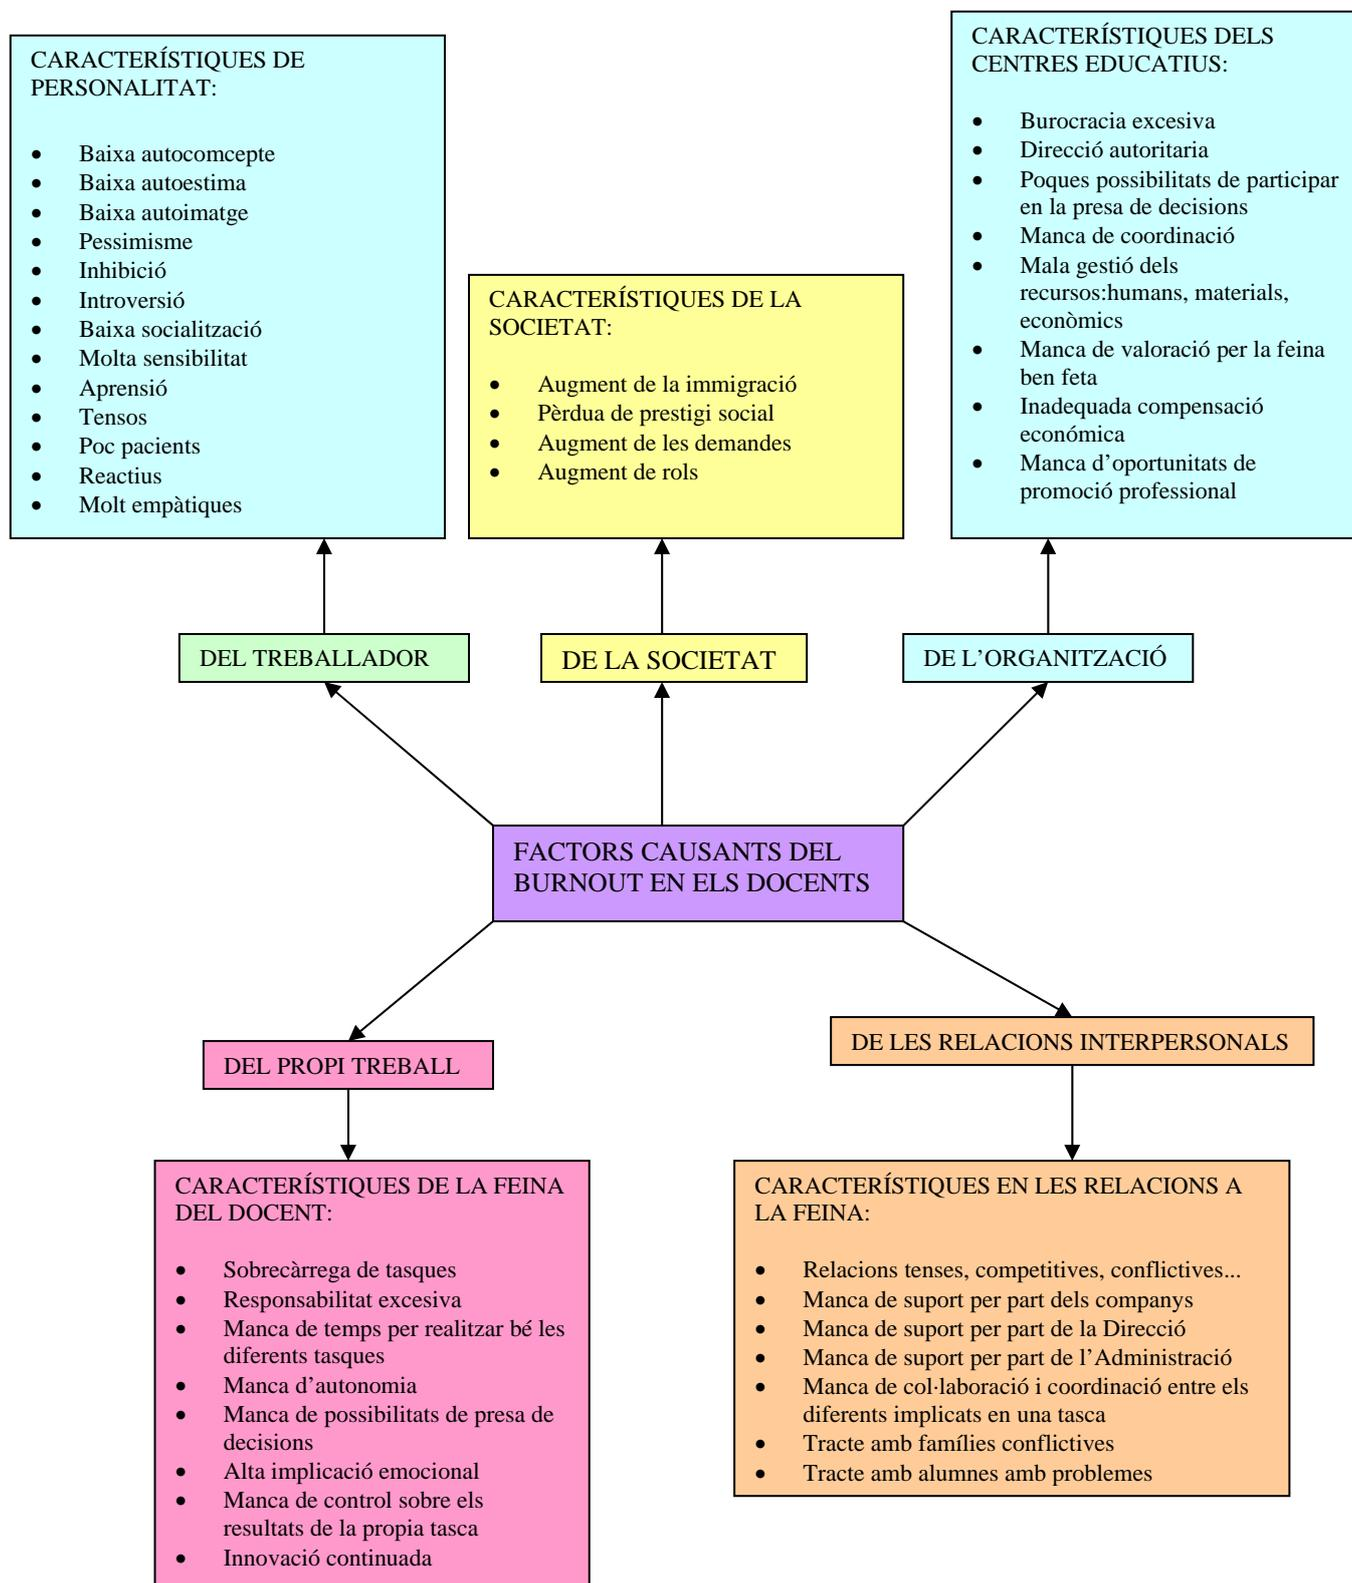 CARACTERÍSTIQUES DE
PERSONALITAT:
• Baixa autocomcepte
• Baixa autoestima
• Baixa autoimatge
• Pessimisme
• Inhibició
• Introversió
• Baixa socialització
• Molta sensibilitat
• Aprensió
• Tensos
• Poc pacients
• Reactius
• Molt empàtiques
CARACTERÍSTIQUES DE LA
SOCIETAT:
• Augment de la immigració
• Pèrdua de prestigi social
• Augment de les demandes
• Augment de rols
CARACTERÍSTIQUES DELS
CENTRES EDUCATIUS:
• Burocracia excesiva
• Direcció autoritaria
• Poques possibilitats de participar
en la presa de decisions
• Manca de coordinació
• Mala gestió dels
recursos:humans, materials,
econòmics
• Manca de valoració per la feina
ben feta
• Inadequada compensació
económica
• Manca d’oportunitats de
promoció professional
DEL TREBALLADOR
DE LA SOCIETAT
DE L’ORGANITZACIÓ
FACTORS CAUSANTS DEL
BURNOUT EN ELS DOCENTS
DEL PROPI TREBALL
DE LES RELACIONS INTERPERSONALS
CARACTERÍSTIQUES DE LA FEINA
DEL DOCENT:
• Sobrecàrrega de tasques
• Responsabilitat excesiva
• Manca de temps per realitzar bé les
diferents tasques
• Manca d’autonomia
• Manca de possibilitats de presa de
decisions
• Alta implicació emocional
• Manca de control sobre els
resultats de la propia tasca
• Innovació continuada
CARACTERÍSTIQUES EN LES RELACIONS A
LA FEINA:
• Relacions tenses, competitives, conflictives...
• Manca de suport per part dels companys
• Manca de suport per part de la Direcció
• Manca de suport per part de l’Administració
• Manca de col·laboració i coordinació entre els
diferents implicats en una tasca
• Tracte amb famílies conflictives
• Tracte amb alumnes amb problemes